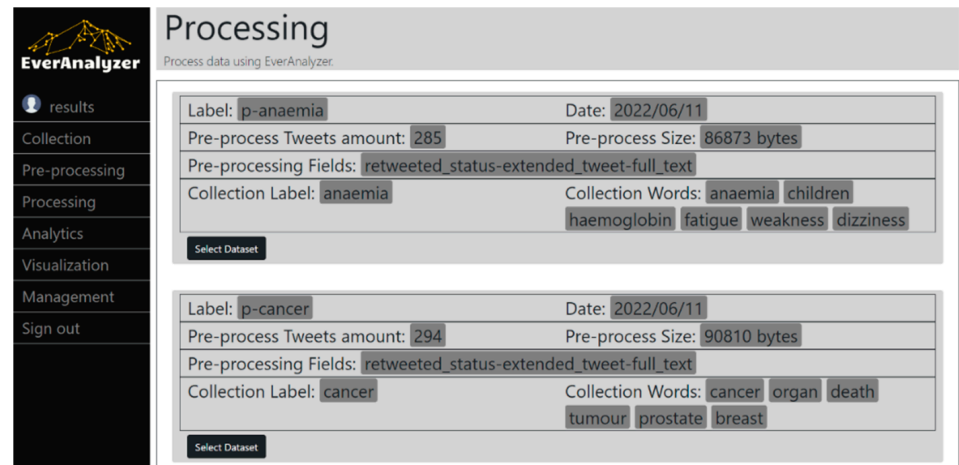 EverAnalyzer
results
Collection
Pre-processing
Processing
Analytics
Visualization
Management
Sign out
Processing
Process data using EverAnalyzer.
Label: p-anaemia Date: 2022/06/11
Pre-process Tweets amount: 285 Pre-process Size: 86873 bytes
Pre-processing Fields: retweeted_status-extended_tweet-full_text
Collection Label: anaemia Collection Words: anaemia children
haemoglobin fatigue weakness dizziness
Select Dataset
Label: p-cancer Date: 2022/06/11
Pre-process Tweets amount: 294 Pre-process Size: 90810 bytes
Pre-processing Fields: retweeted_status-extended_tweet-full_text
Collection Label: cancer Collection Words: cancer organ death
tumour prostate breast
Select Dataset